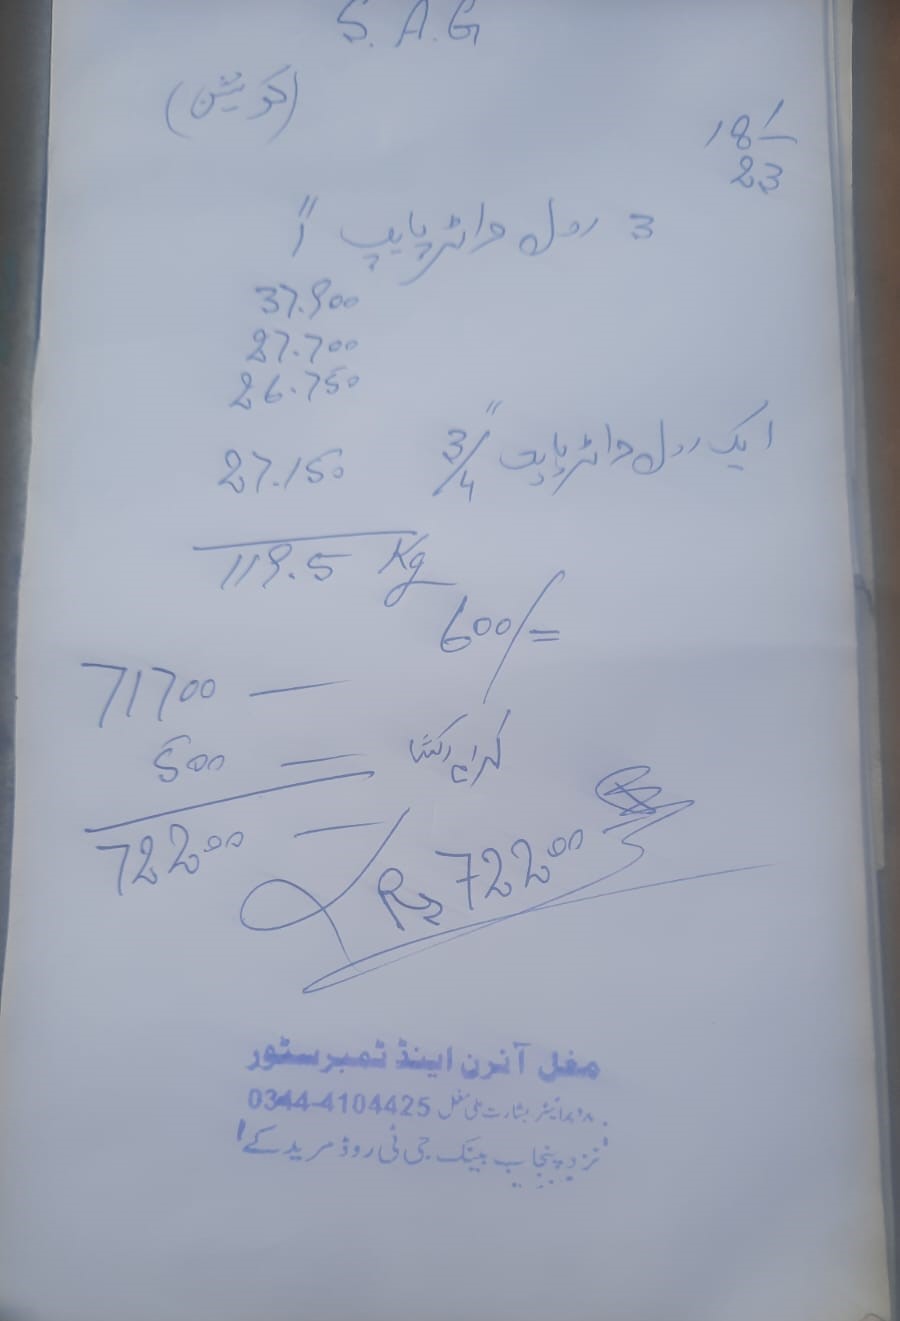 S.A.G
(کوٹیشن)
18/-
23
3 رول واٹر پایپ 1"
37.900
27.700
26.750
ایک رول واٹر پایپ 3/4" 27.150
119.5 Kg
600/=
71700 —
500 — کرایہ رکشا
72200 —
Rs 72200
مغل آئرن اینڈ ٹمبر سٹور
پروپرائیٹر بشارت علی مغل 0344-4104425
نزد پنجاب بینک جی ٹی روڈ مریدکے